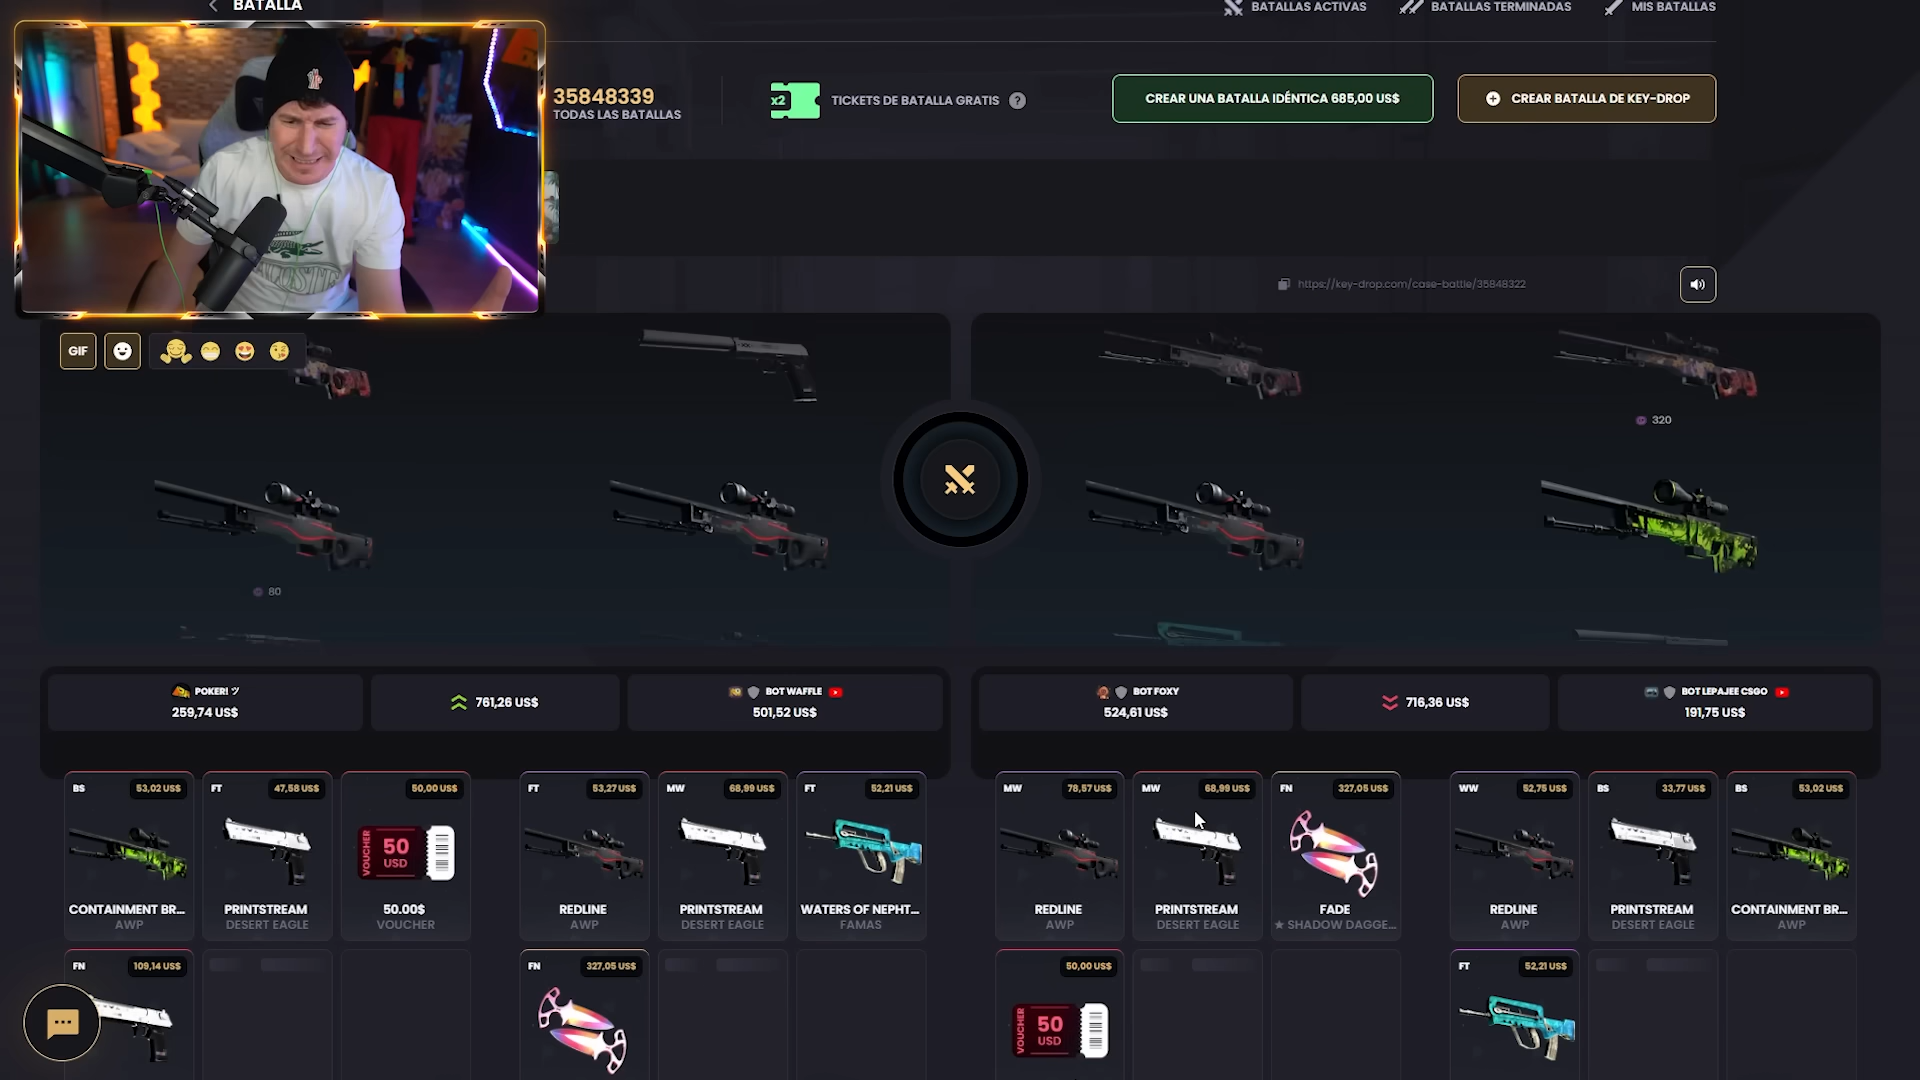 BATALLA
BATALLAS ACTIVAS
BATALLAS TERMINADAS
MIS BATALLAS
35848339
TODAS LAS BATALLAS
x2
TICKETS DE BATALLA GRATIS ?
CREAR UNA BATALLA IDÉNTICA 685,00 US$
CREAR BATALLA DE KEY-DROP
https://key-drop.com/case-battle/35848322
GIF
320
80
POKER! ツ
259,74 US$
761,26 US$
BOT WAFFLE
501,52 US$
BOT FOXY
524,61 US$
716,36 US$
BOT LEPAJEE CSGO
191,75 US$
BS 53,02 US$
CONTAINMENT BR...
AWP
FT 47,58 US$
PRINTSTREAM
DESERT EAGLE
50,00 US$
VOUCHER
50
USD
50.00$
VOUCHER
FT 53,27 US$
REDLINE
AWP
MW 68,99 US$
PRINTSTREAM
DESERT EAGLE
FT 52,21 US$
WATERS OF NEPHT...
FAMAS
MW 78,57 US$
REDLINE
AWP
MW 68,99 US$
PRINTSTREAM
DESERT EAGLE
FN 327,05 US$
FADE
★ SHADOW DAGGE...
WW 52,75 US$
REDLINE
AWP
BS 33,77 US$
PRINTSTREAM
DESERT EAGLE
BS 53,02 US$
CONTAINMENT BR...
AWP
FN 109,14 US$
FN 327,05 US$
50,00 US$
VOUCHER
50
USD
FT 52,21 US$